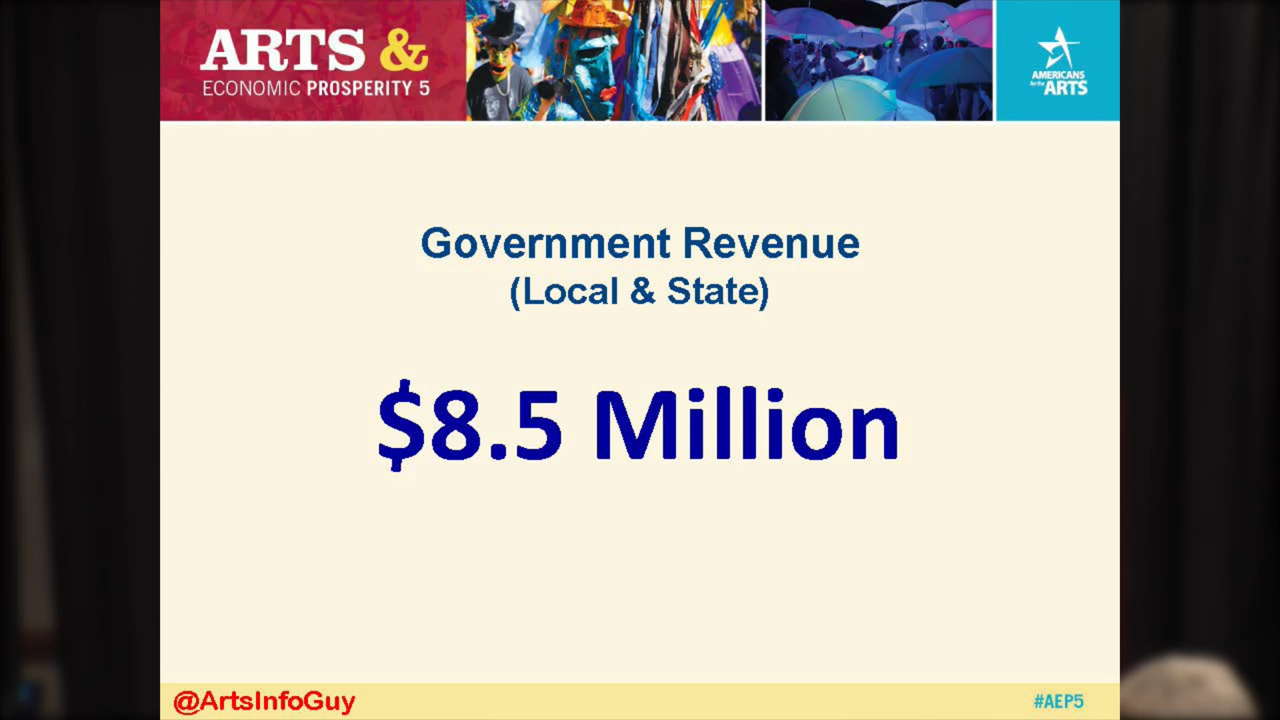 ARTS &
ECONOMIC PROSPERITY 5
AMERICANS
for the ARTS
Government Revenue
(Local & State)
$8.5 Million
@ArtsInfoGuy
#AEP5